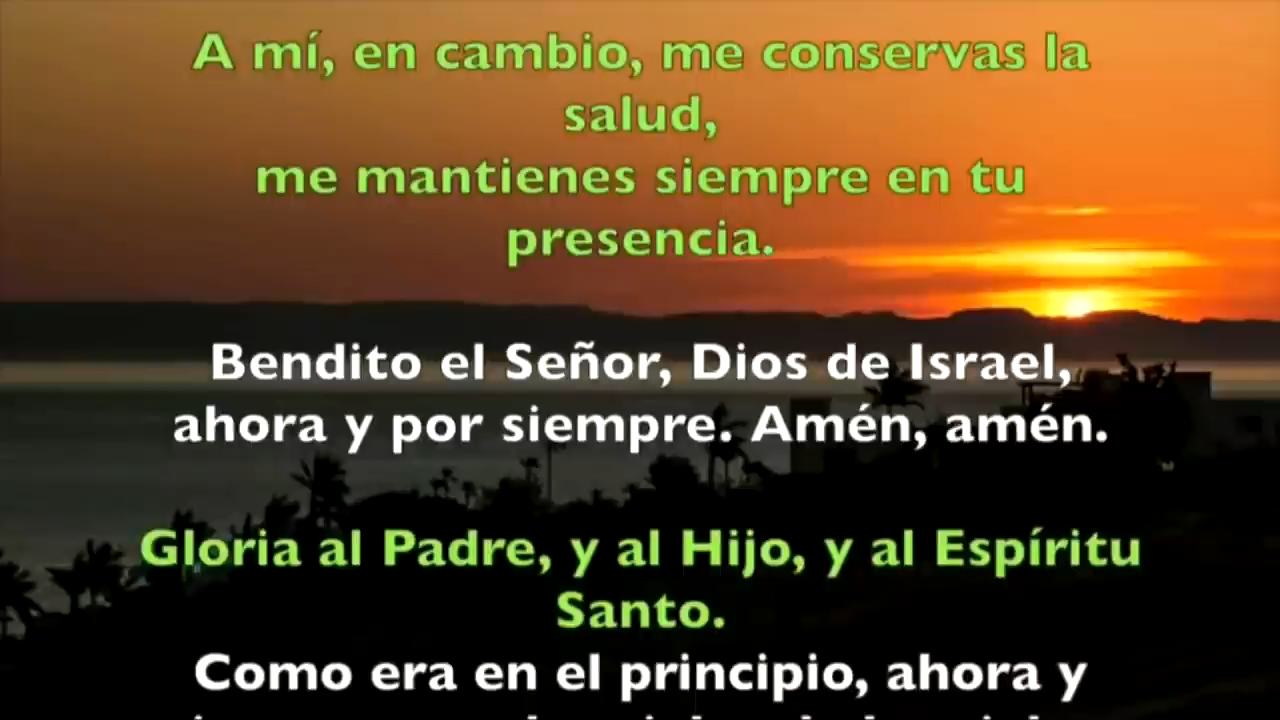 A mí, en cambio, me conservas la
salud,
me mantienes siempre en tu
presencia.
Bendito el Señor, Dios de Israel,
ahora y por siempre. Amén, amén.
Gloria al Padre, y al Hijo, y al Espíritu
Santo.
Como era en el principio, ahora y